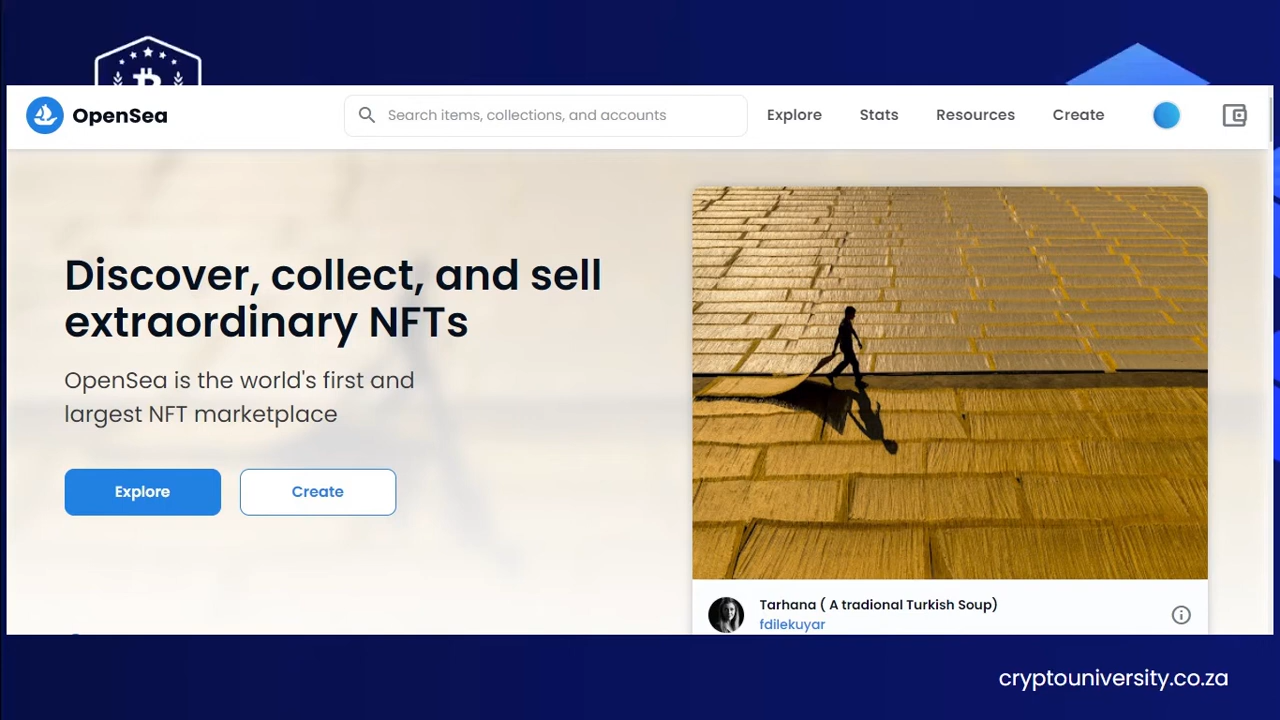 OpenSea
Search items, collections, and accounts
Explore
Stats
Resources
Create
Discover, collect, and sell
extraordinary NFTs
OpenSea is the world's first and
largest NFT marketplace
Explore
Create
Tarhana ( A tradional Turkish Soup)
fdilekuyar
cryptouniversity.co.za